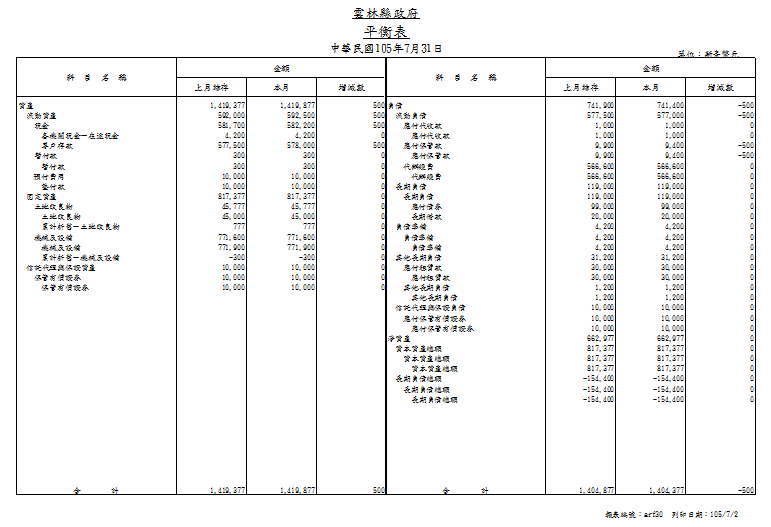 雲林縣政府
平衡表
中華民國105年7月31日
單位：新台幣元
科 目 名 稱 金額 科 目 名 稱 金額
上月結存 本月 增減數 上月結存 本月 增減數
資產 1,419,377 1,419,877 500 負債 741,900 741,400 -500
流動資產 592,000 592,500 500 流動負債 577,500 577,000 -500
現金 581,700 582,200 500 應付代收款 1,000 1,000 0
各機關現金－在途現金 4,200 4,200 0 應付代收款 1,000 1,000 0
專戶存款 577,500 578,000 500 應付保管款 9,900 9,400 -500
暫付款 300 300 0 應付保管款 9,900 9,400 -500
暫付款 300 300 0 代辦經費 566,600 566,600 0
預付費用 10,000 10,000 0 代辦經費 566,600 566,600 0
墊付款 10,000 10,000 0 長期負債 119,000 119,000 0
固定資產 817,377 817,377 0 長期負債 119,000 119,000 0
土地改良物 45,777 45,777 0 應付債券 99,000 99,000 0
土地改良物 45,000 45,000 0 長期借款 20,000 20,000 0
累計折舊－土地改良物 777 777 0 負債準備 4,200 4,200 0
機械及設備 771,600 771,600 0 負債準備 4,200 4,200 0
機械及設備 771,900 771,900 0 負債準備 4,200 4,200 0
累計折舊－機械及設備 -300 -300 0 其他長期負債 31,200 31,200 0
信託代理與保證資產 10,000 10,000 0 應付租賃款 30,000 30,000 0
保管有價證券 10,000 10,000 0 應付租賃款 30,000 30,000 0
保管有價證券 10,000 10,000 0 其他長期負債 1,200 1,200 0
其他長期負債 1,200 1,200 0
信託代理與保證負債 10,000 10,000 0
應付保管有價證券 10,000 10,000 0
應付保管有價證券 10,000 10,000 0
淨資產 662,977 662,977 0
資本資產總額 817,377 817,377 0
資本資產總額 817,377 817,377 0
資本資產總額 817,377 817,377 0
長期負債總額 -154,400 -154,400 0
長期負債總額 -154,400 -154,400 0
長期負債總額 -154,400 -154,400 0
合 計 1,419,377 1,419,877 500 合 計 1,404,877 1,404,377 -500
報表編號：arf30 列印日期：105/7/2